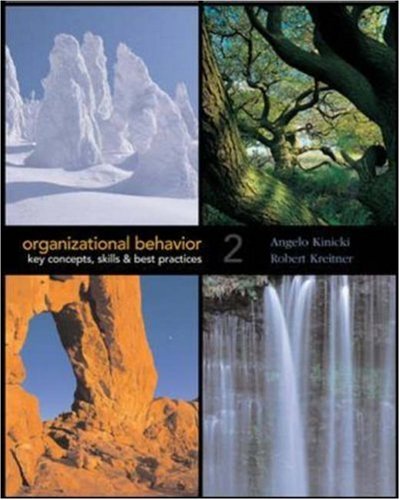 organizational behavior
key concepts, skills & best practices
2
Angelo Kinicki
Robert Kreitner